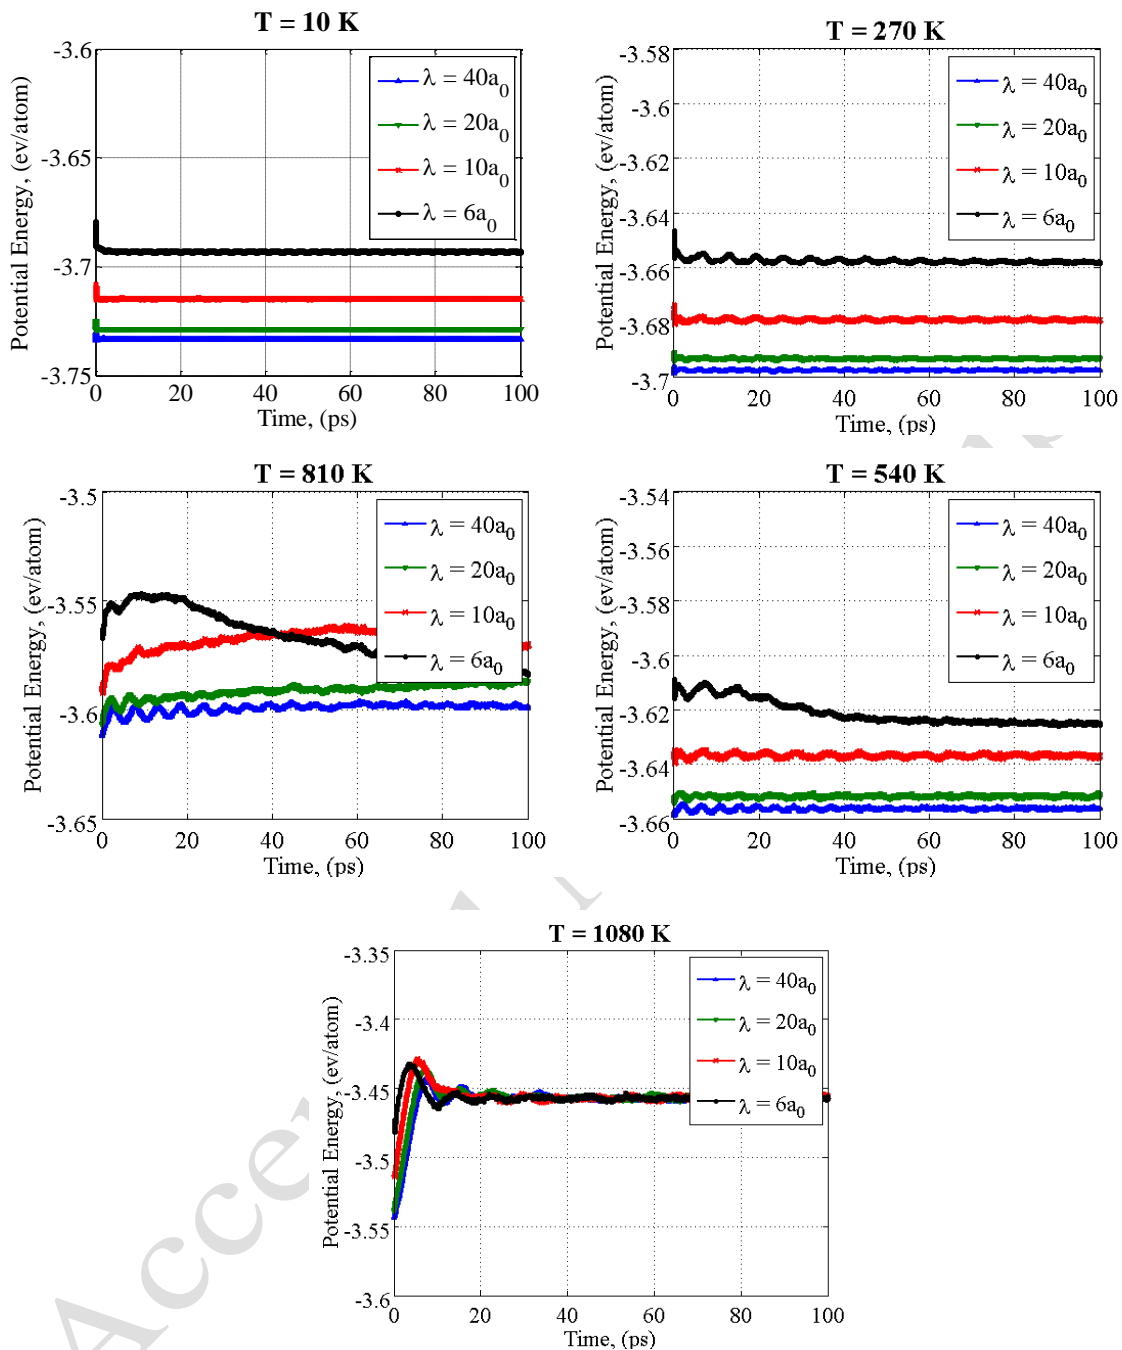 T = 10 K
Potential Energy, (ev/atom)
-3.6
-3.65
-3.7
-3.75
λ = 40a0
λ = 20a0
λ = 10a0
λ = 6a0
0 20 40 60 80 100
Time, (ps)
T = 270 K
Potential Energy, (ev/atom)
-3.58
-3.6
-3.62
-3.64
-3.66
-3.68
-3.7
λ = 40a0
λ = 20a0
λ = 10a0
λ = 6a0
0 20 40 60 80 100
Time, (ps)
T = 810 K
Potential Energy, (ev/atom)
-3.5
-3.55
-3.6
-3.65
λ = 40a0
λ = 20a0
λ = 10a0
λ = 6a0
0 20 40 60 80 100
Time, (ps)
T = 540 K
Potential Energy, (ev/atom)
-3.54
-3.56
-3.58
-3.6
-3.62
-3.64
-3.66
λ = 40a0
λ = 20a0
λ = 10a0
λ = 6a0
0 20 40 60 80 100
Time, (ps)
T = 1080 K
Potential Energy, (ev/atom)
-3.35
-3.4
-3.45
-3.5
-3.55
-3.6
λ = 40a0
λ = 20a0
λ = 10a0
λ = 6a0
0 20 40 60 80 100
Time, (ps)